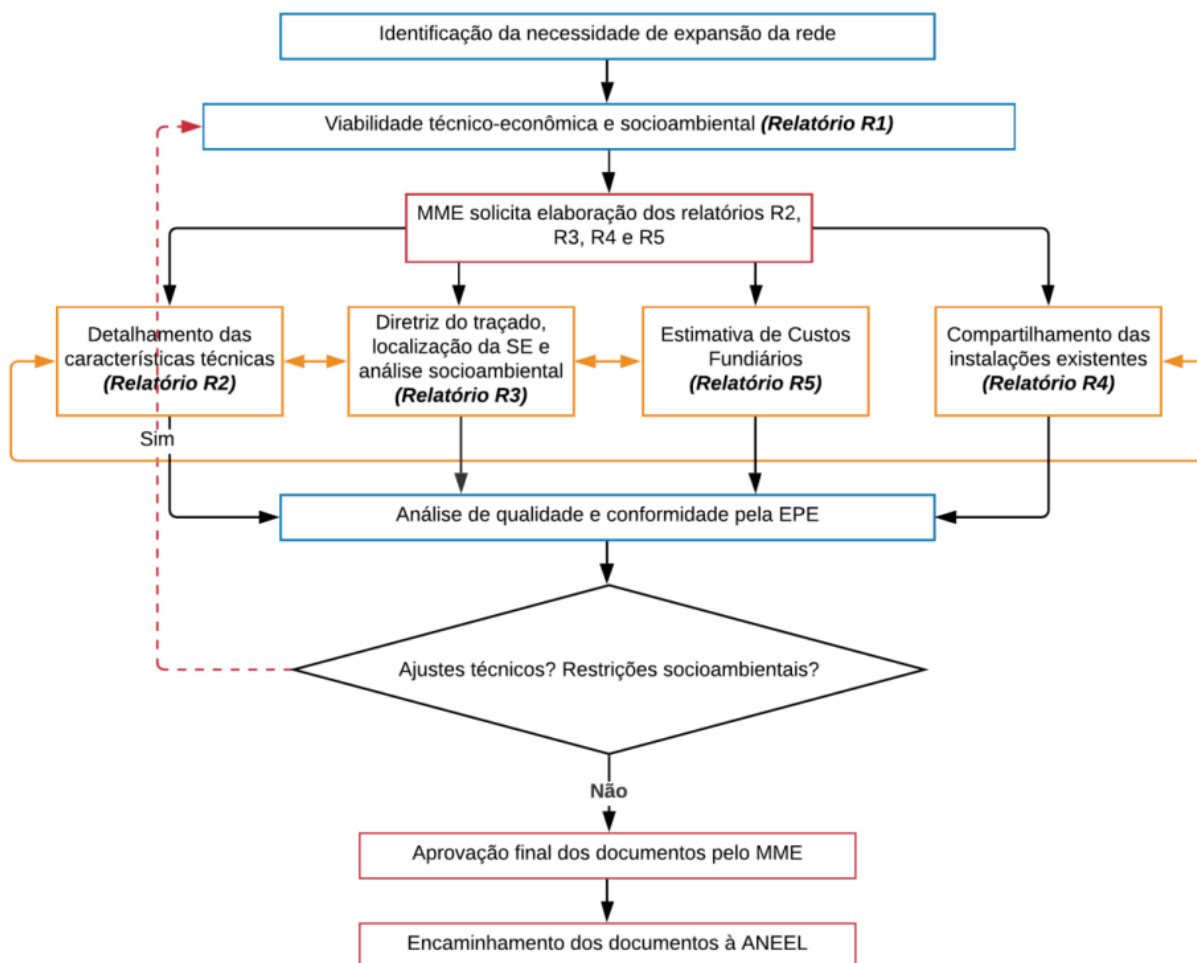 Identificação da necessidade de expansão da rede
Viabilidade técnico-econômica e socioambiental (Relatório R1)
MME solicita elaboração dos relatórios R2,
R3, R4 e R5
Detalhamento das
características técnicas
(Relatório R2)
Diretriz do traçado,
localização da SE e
análise socioambiental
(Relatório R3)
Estimativa de Custos
Fundiários
(Relatório R5)
Compartilhamento das
instalações existentes
(Relatório R4)
Sim
Análise de qualidade e conformidade pela EPE
Ajustes técnicos? Restrições socioambientais?
Não
Aprovação final dos documentos pelo MME
Encaminhamento dos documentos à ANEEL